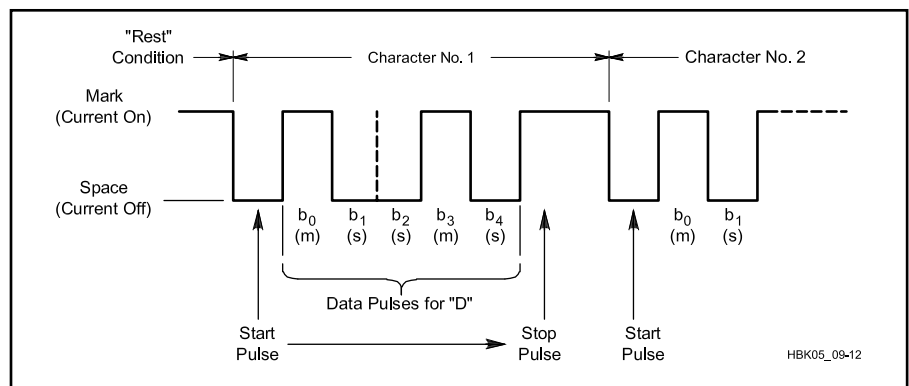 "Rest"
Condition
Character No. 1
Character No. 2
Mark
(Current On)
Space
(Current Off)
b0 b1 b2 b3 b4 b0 b1
(m) (s) (s) (m) (s) (m) (s)
Data Pulses for "D"
Start
Pulse
Stop
Pulse
Start
Pulse
HBK05_09-12